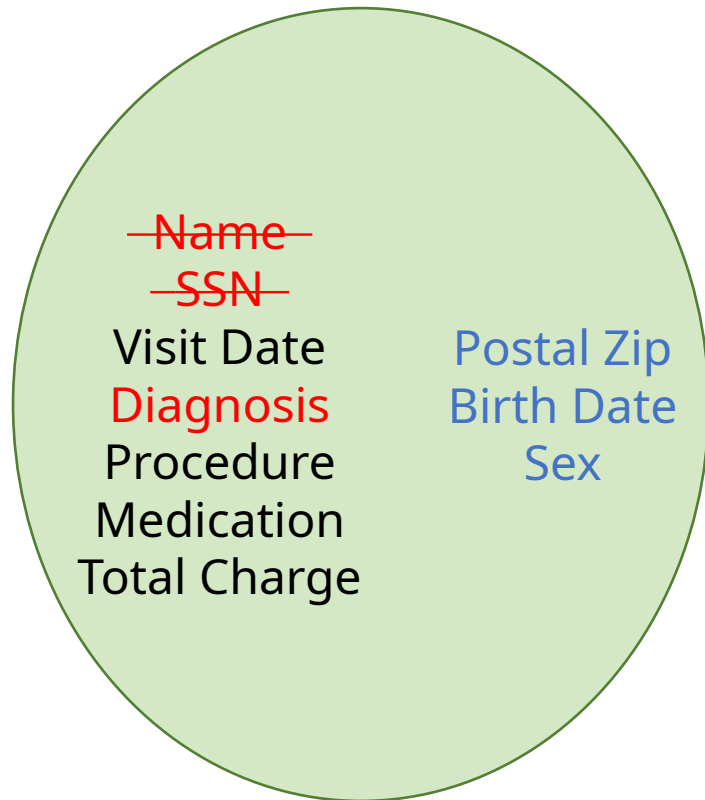 Name
SSN
Visit Date
Diagnosis
Procedure
Medication
Total Charge
Postal Zip
Birth Date
Sex